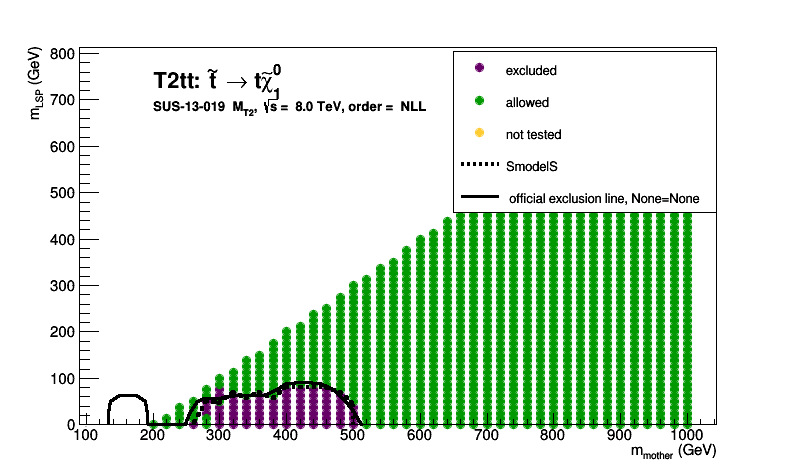 m_LSP (GeV)
800
700
600
500
400
300
200
100
0
T2tt: t̃ → tχ̃⁰₁
SUS-13-019 M_T2, √s = 8.0 TeV, order = NLL
excluded
allowed
not tested
SmodelS
official exclusion line, None=None
100 200 300 400 500 600 700 800 900 1000
m_mother (GeV)